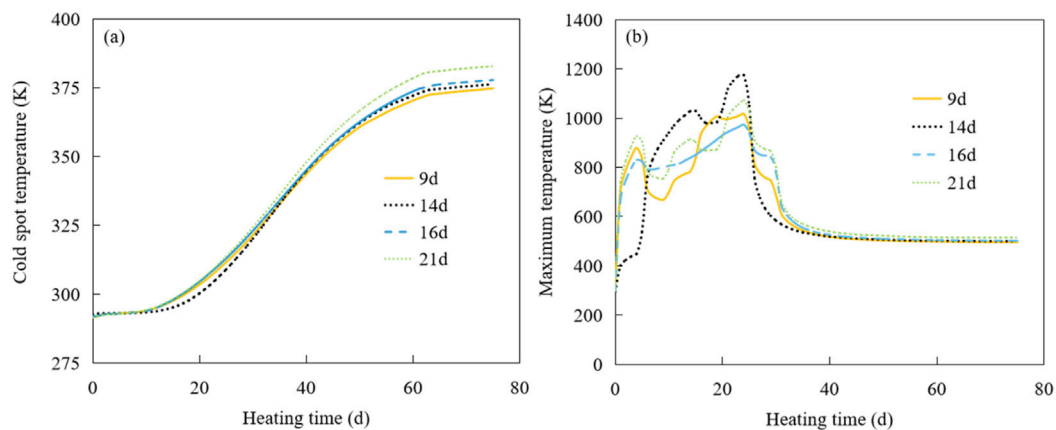 (a)
Cold spot temperature (K)
400
375
350
325
300
275
0
20
40
60
80
Heating time (d)
9d
14d
16d
21d
(b)
Maximum temperature (K)
1400
1200
1000
800
600
400
200
0
0
20
40
60
80
Heating time (d)
9d
14d
16d
21d